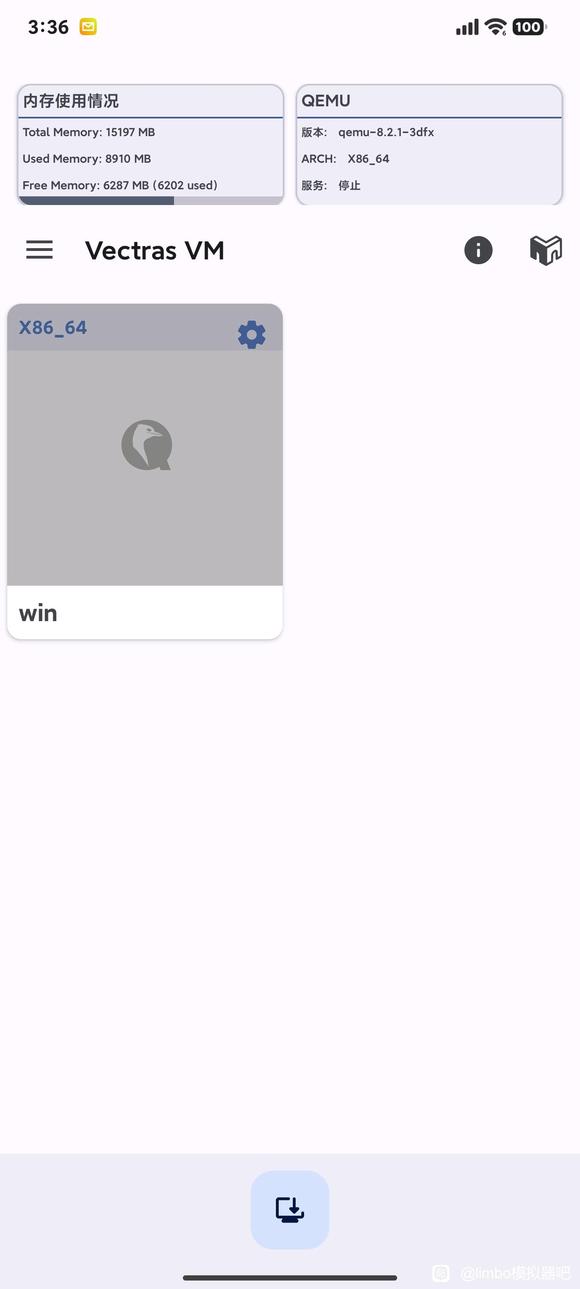 3:36
6
100
内存使用情况
Total Memory: 15197 MB
Used Memory: 8910 MB
Free Memory: 6287 MB (6202 used)
QEMU
版本: qemu-8.2.1-3dfx
ARCH: X86_64
服务: 停止
Vectras VM
X86_64
win
@limbo模拟器吧